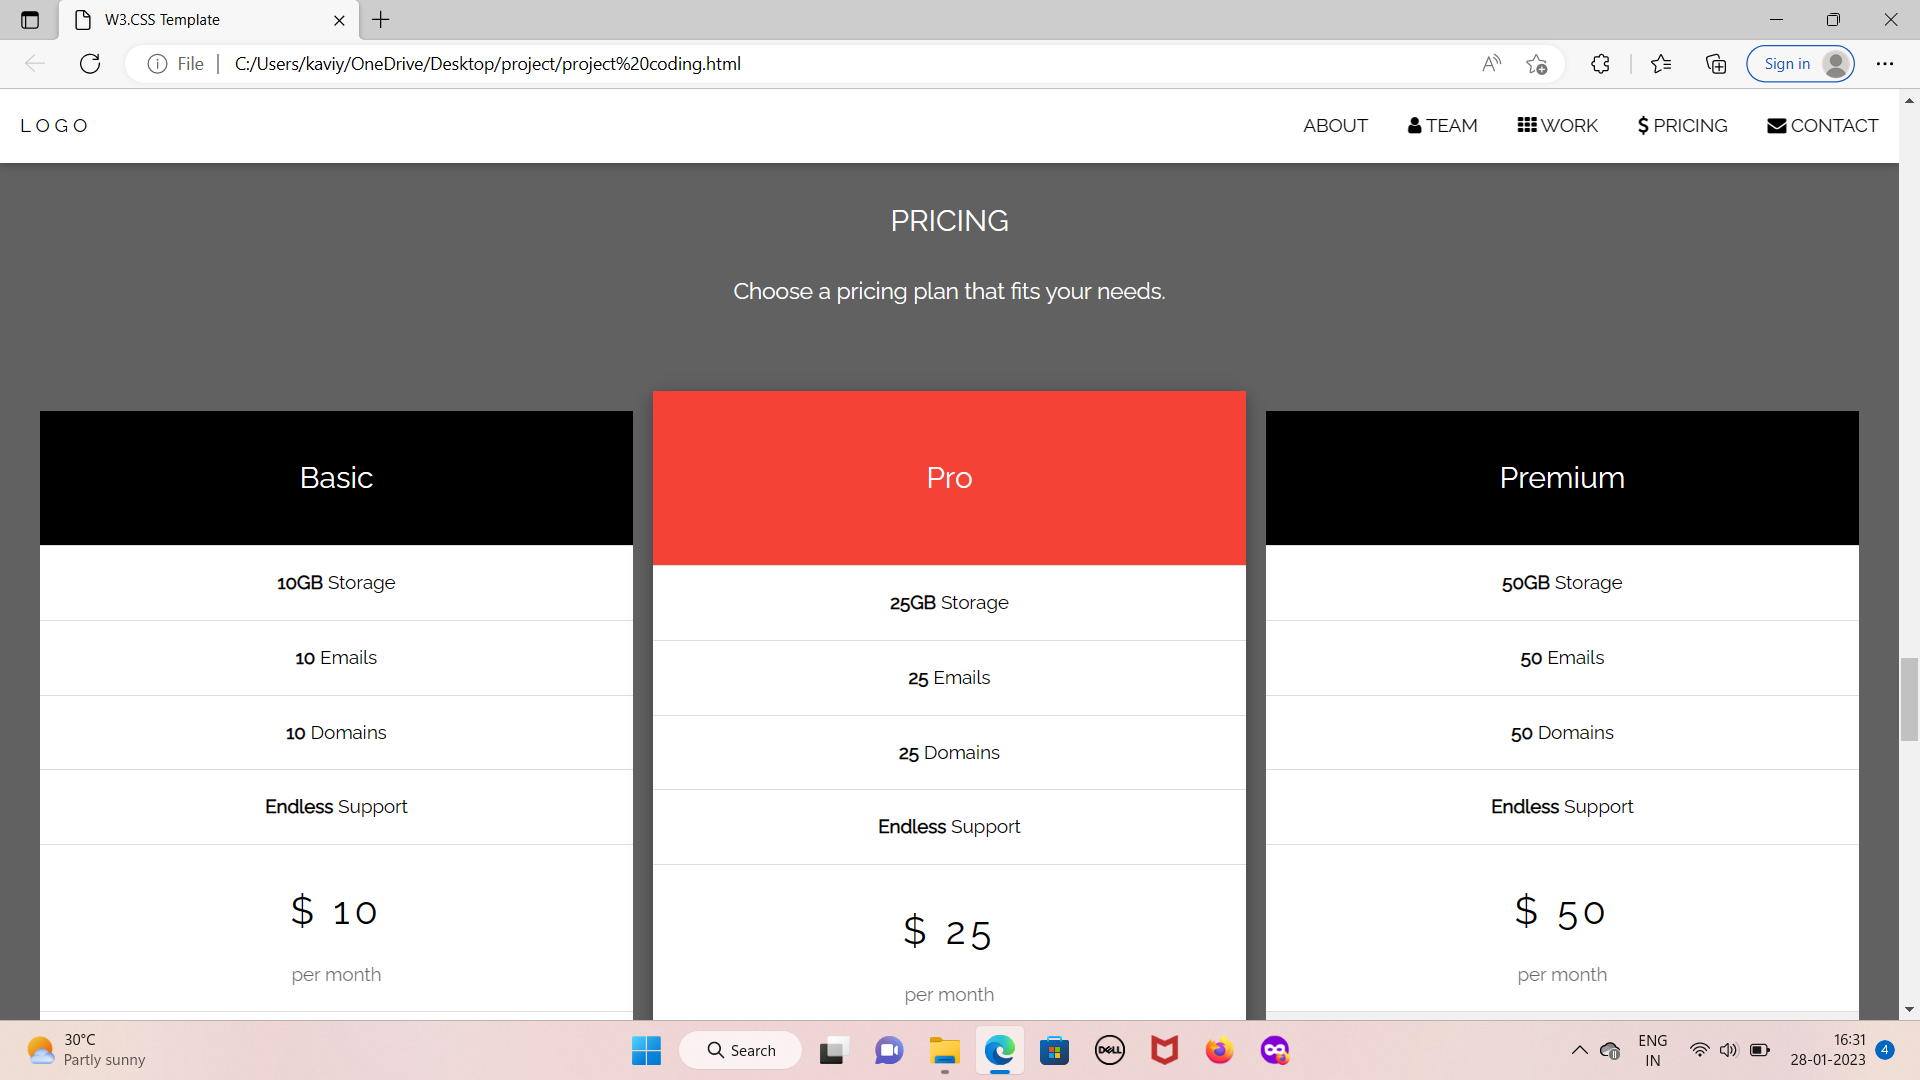 W3.CSS Template
File
C:/Users/kaviy/OneDrive/Desktop/project/project%20coding.html
Sign in
LOGO
ABOUT
TEAM
WORK
$ PRICING
CONTACT
PRICING
Choose a pricing plan that fits your needs.
Basic
10GB Storage
10 Emails
10 Domains
Endless Support
$ 10
per month
Pro
25GB Storage
25 Emails
25 Domains
Endless Support
$ 25
per month
Premium
50GB Storage
50 Emails
50 Domains
Endless Support
$ 50
per month
30°C
Partly sunny
Search
DELL
ENG
IN
16:31
28-01-2023
4